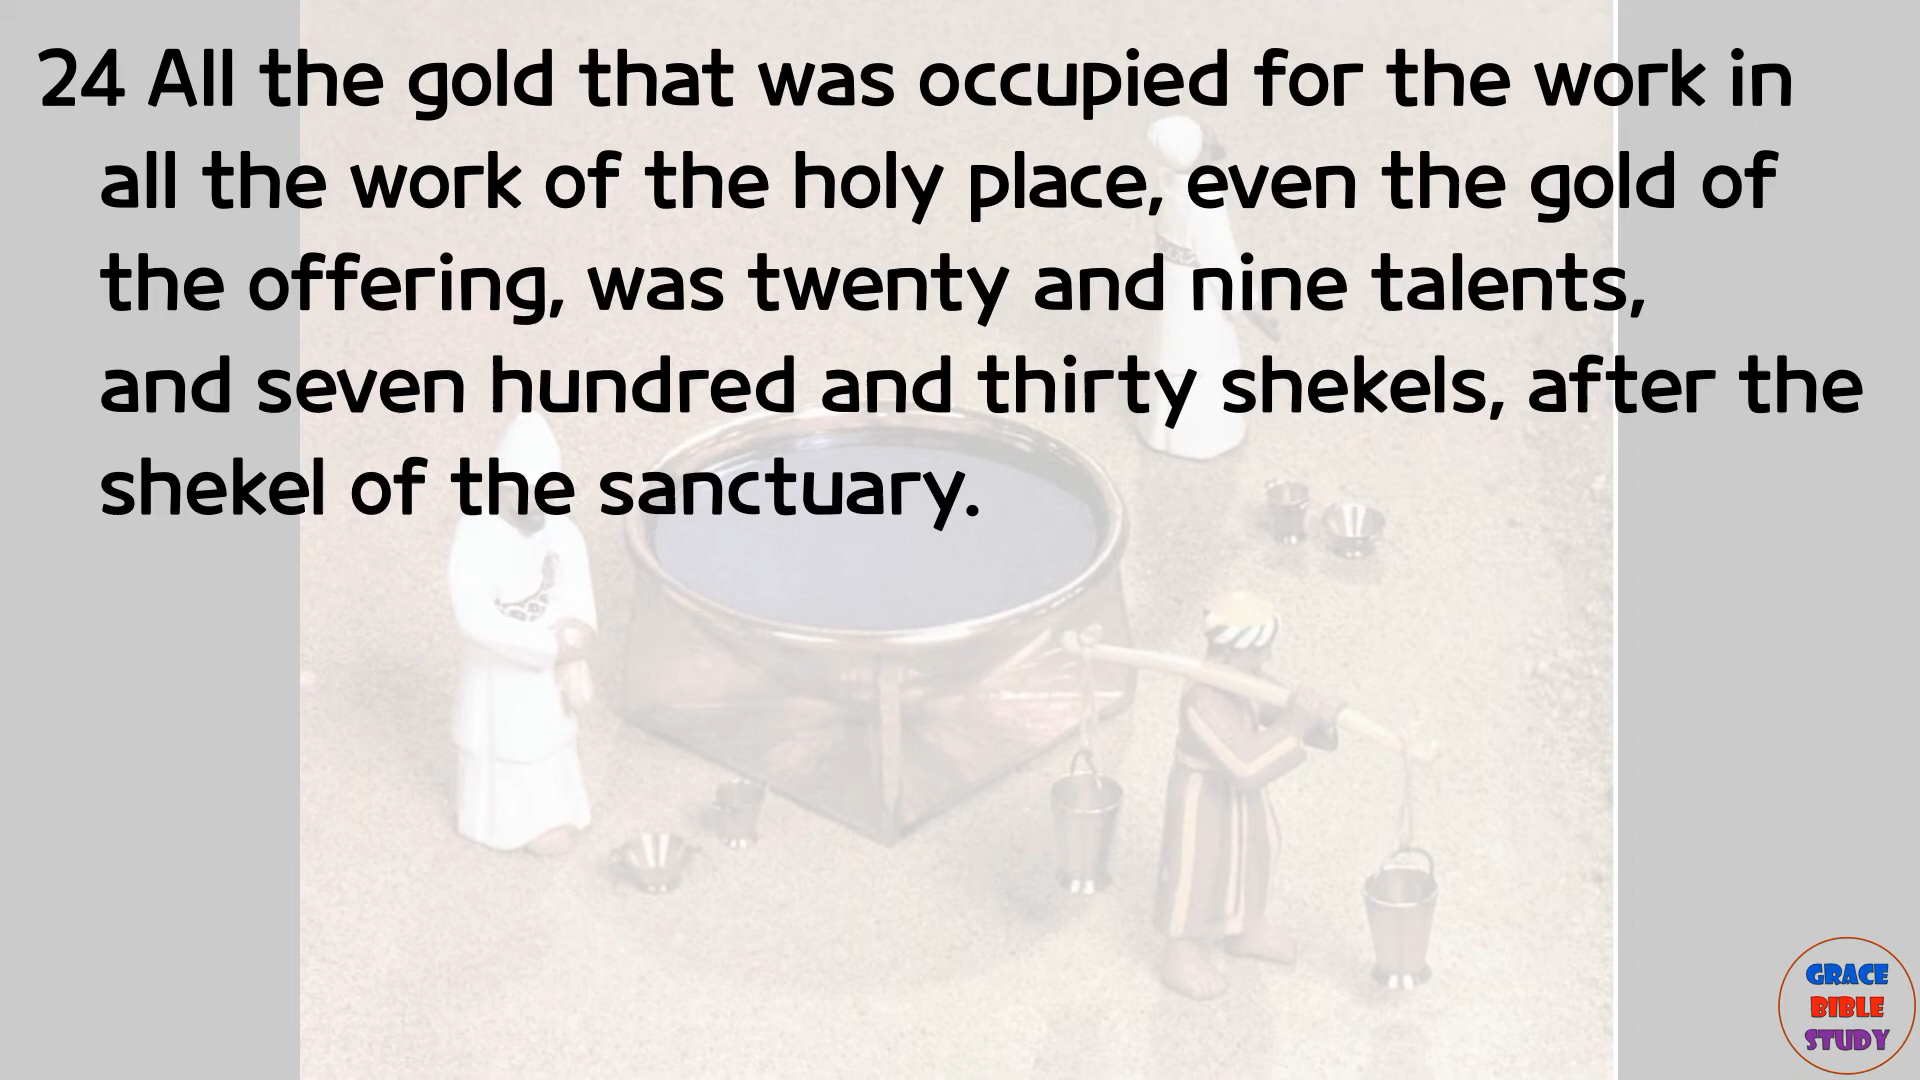 24 All the gold that was occupied for the work in
all the work of the holy place, even the gold of
the offering, was twenty and nine talents,
and seven hundred and thirty shekels, after the
shekel of the sanctuary.
GRACE
BIBLE
STUDY